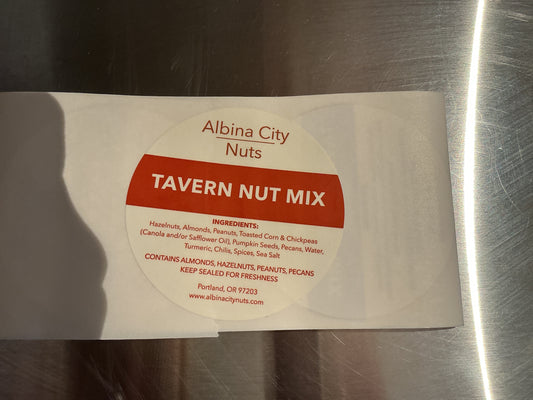 Albina City
Nuts
TAVERN NUT MIX
INGREDIENTS:
Hazelnuts, Almonds, Peanuts, Toasted Corn & Chickpeas
(Canola and/or Safflower Oil), Pumpkin Seeds, Pecans, Water,
Turmeric, Chilis, Spices, Sea Salt
CONTAINS ALMONDS, HAZELNUTS, PEANUTS, PECANS
KEEP SEALED FOR FRESHNESS
Portland, OR 97203
www.albinacitynuts.com